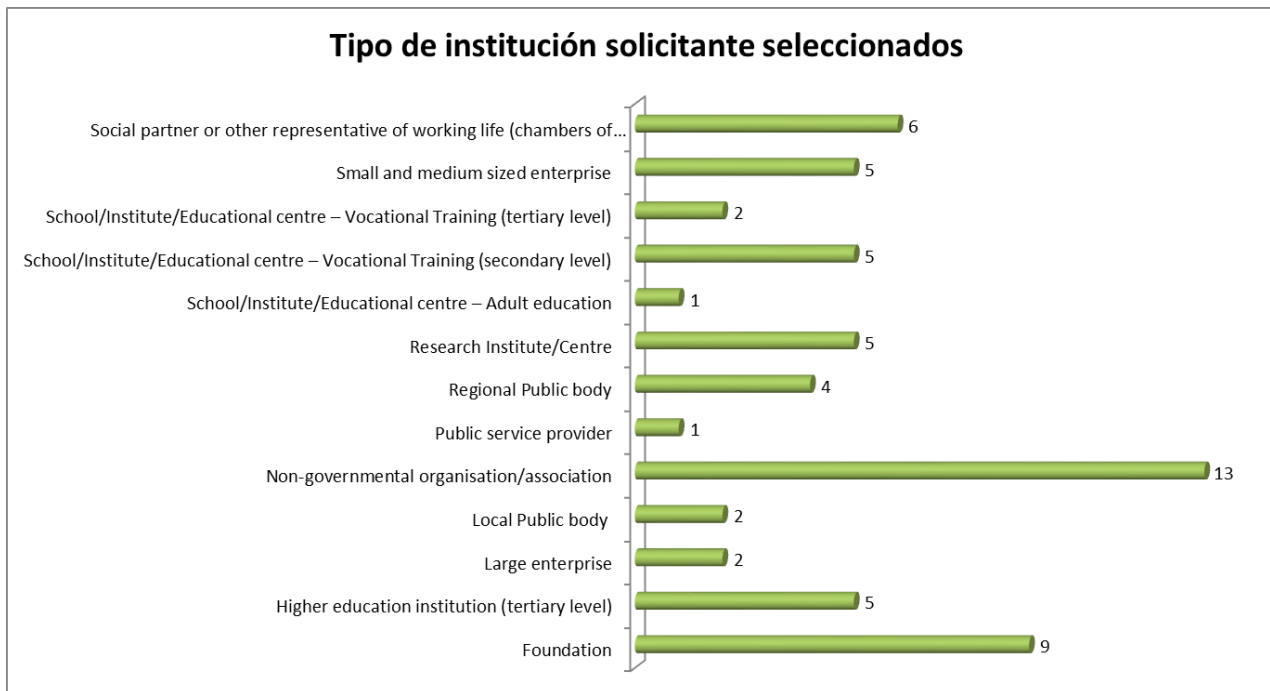 Tipo de institución solicitante seleccionados
Social partner or other representative of working life (chambers of... 6
Small and medium sized enterprise 5
School/Institute/Educational centre – Vocational Training (tertiary level) 2
School/Institute/Educational centre – Vocational Training (secondary level) 5
School/Institute/Educational centre – Adult education 1
Research Institute/Centre 5
Regional Public body 4
Public service provider 1
Non-governmental organisation/association 13
Local Public body 2
Large enterprise 2
Higher education institution (tertiary level) 5
Foundation 9